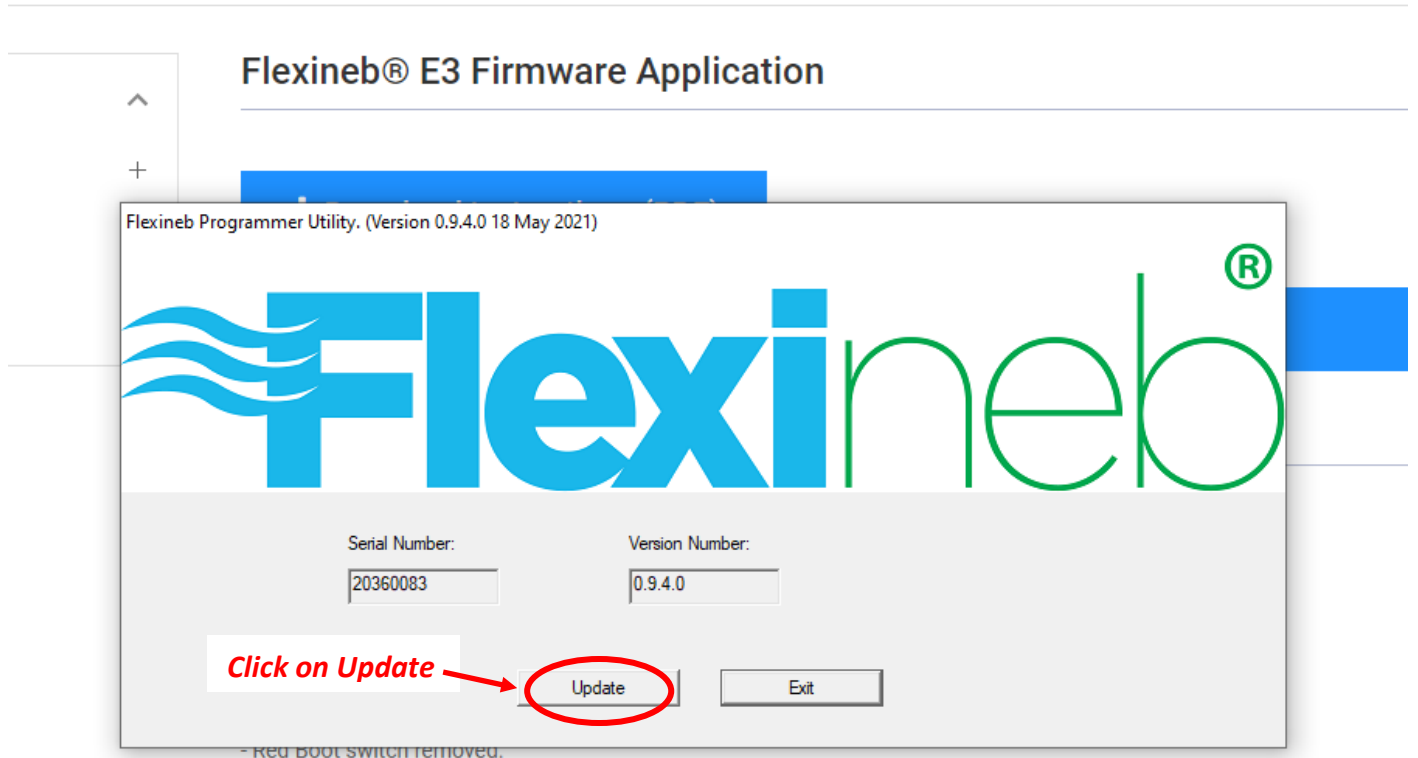 Flexineb® E3 Firmware Application
Flexineb Programmer Utility. (Version 0.9.4.0 18 May 2021)
Flexineb®
Serial Number: Version Number:
20360083 0.9.4.0
Click on Update
Update Exit
- Red Boot switch removed.